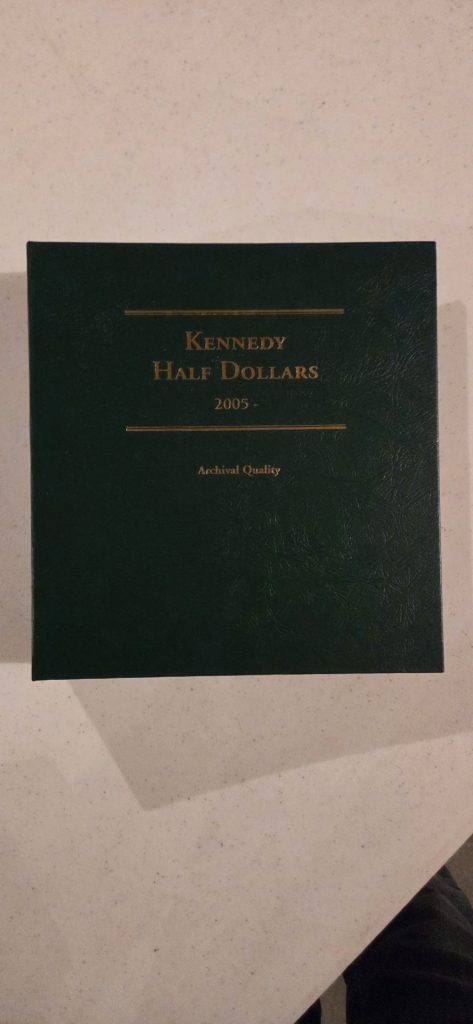 Kennedy
Half Dollars
2005 -
Archival Quality